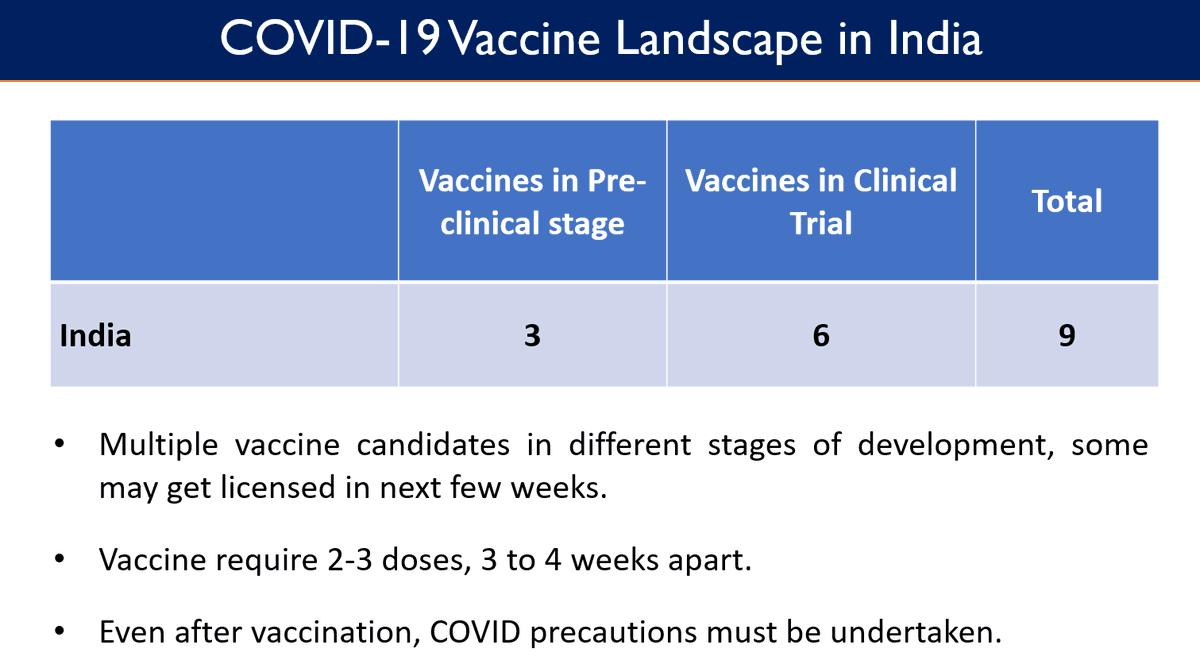 COVID-19 Vaccine Landscape in India
Vaccines in Pre-
clinical stage
Vaccines in Clinical
Trial
Total
India 3 6 9
• Multiple vaccine candidates in different stages of development, some
may get licensed in next few weeks.
• Vaccine require 2-3 doses, 3 to 4 weeks apart.
• Even after vaccination, COVID precautions must be undertaken.